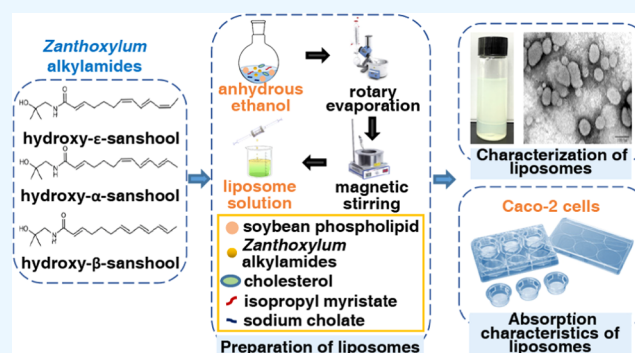 Zanthoxylum
alkylamides
hydroxy-ε-sanshool
hydroxy-α-sanshool
hydroxy-β-sanshool
anhydrous
ethanol
rotary
evaporation
liposome
solution
magnetic
stirring
soybean phospholipid
Zanthoxylum
alkylamides
cholesterol
isopropyl myristate
sodium cholate
Preparation of liposomes
Characterization of
liposomes
Caco-2 cells
Absorption
characteristics of
liposomes